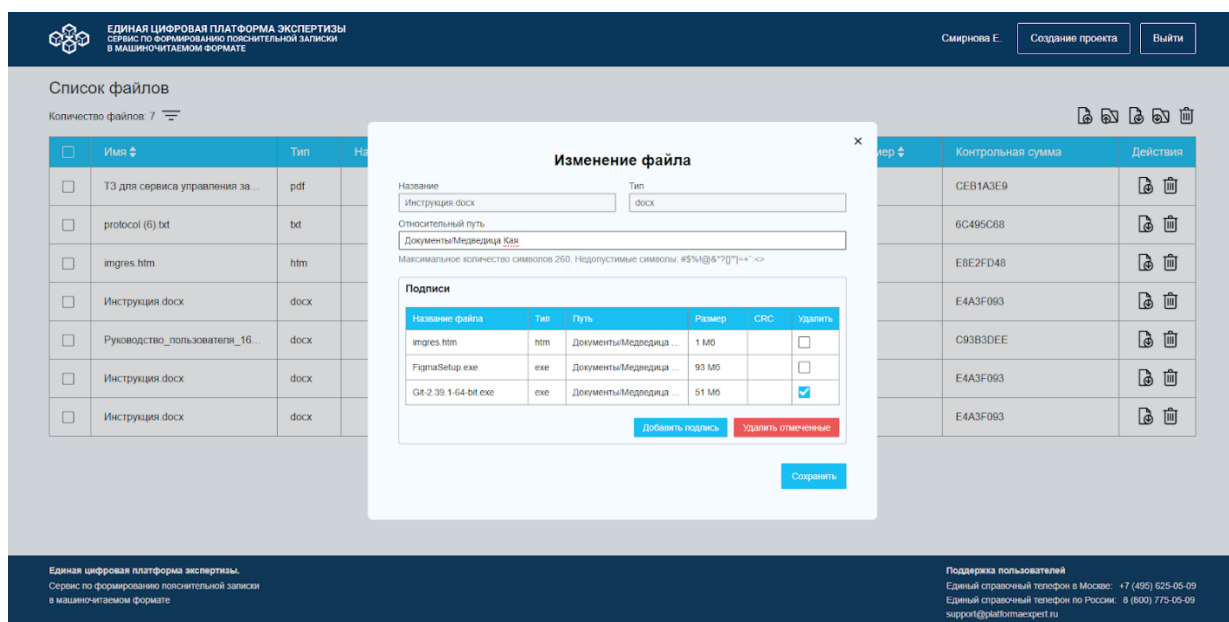 ЕДИНАЯ ЦИФРОВАЯ ПЛАТФОРМА ЭКСПЕРТИЗЫ
СЕРВИС ПО ФОРМИРОВАНИЮ ПОЯСНИТЕЛЬНОЙ ЗАПИСКИ
В МАШИНОЧИТАЕМОМ ФОРМАТЕ
Смирнова Е. Создание проекта Выйти
Список файлов
Количество файлов: 7
Имя Тип На мер Контрольная сумма Действия
ТЗ для сервиса управления за... pdf CEB1A3E9
protocol (6).txt txt 6C495C68
imgres.htm htm E8E2FD48
Инструкция.docx docx E4A3F093
Руководство_пользователя_16... docx C93B3DEE
Инструкция.docx docx E4A3F093
Инструкция.docx docx E4A3F093
×
Изменение файла
Название Тип
Инструкция.docx docx
Относительный путь
Документы/Медведица Кая
Максимальное количество символов 260. Недопустимые символы:
Подписи
Название файла Тип Путь Размер CRC Удалить
imgres.htm htm Документы/Медведица ... 1 Мб
FigmaSetup.exe exe Документы/Медведица ... 93 Мб
Git-2.39.1-64-bit.exe exe Документы/Медведица ... 51 Мб
Добавить подпись Удалить отмеченные
Сохранить
Единая цифровая платформа экспертизы.
Сервис по формированию пояснительной записки
в машиночитаемом формате
Поддержка пользователей
Единый справочный телефон в Москве: +7 (495) 625-05-09
Единый справочный телефон по России: 8 (800) 775-05-09
support@platformaexpert.ru